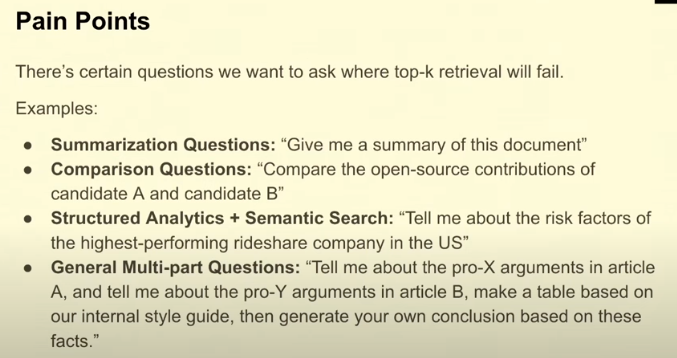 Pain Points
There’s certain questions we want to ask where top-k retrieval will fail.
Examples:
● Summarization Questions: “Give me a summary of this document”
● Comparison Questions: “Compare the open-source contributions of
candidate A and candidate B”
● Structured Analytics + Semantic Search: “Tell me about the risk factors of
the highest-performing rideshare company in the US”
● General Multi-part Questions: “Tell me about the pro-X arguments in article
A, and tell me about the pro-Y arguments in article B, make a table based on
our internal style guide, then generate your own conclusion based on these
facts.”